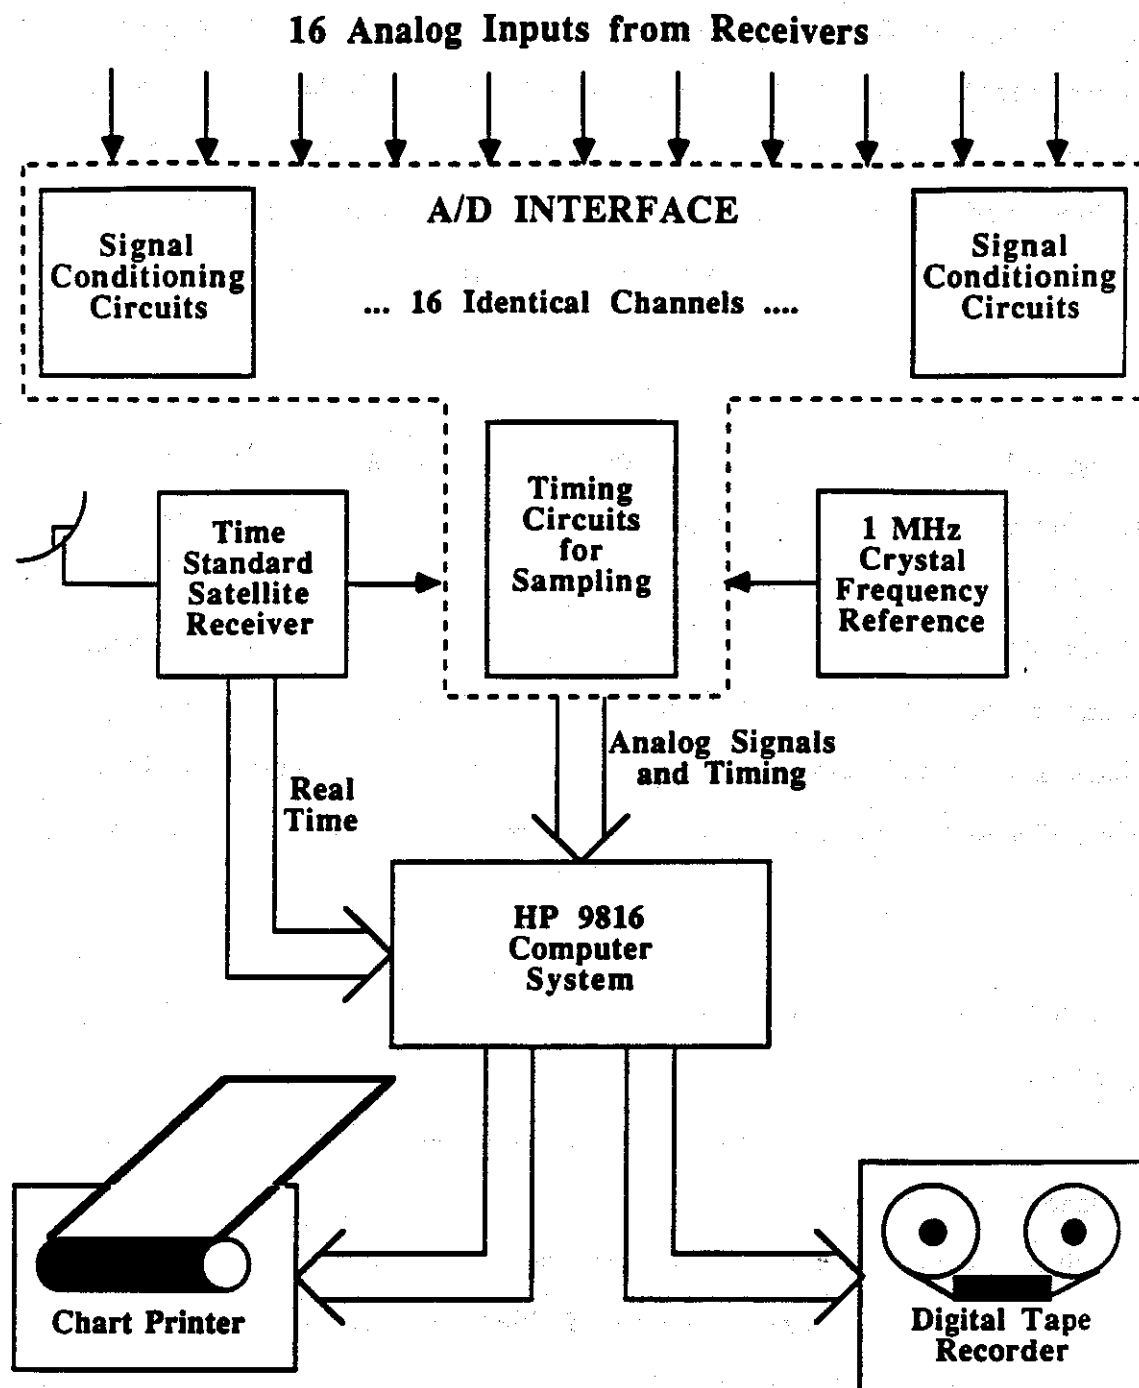 16 Analog Inputs from Receivers
A/D INTERFACE
Signal
Conditioning
Circuits
... 16 Identical Channels ....
Signal
Conditioning
Circuits
Timing
Circuits
for
Sampling
Time
Standard
Satellite
Receiver
1 MHz
Crystal
Frequency
Reference
Analog Signals
and Timing
Real
Time
HP 9816
Computer
System
Chart Printer
Digital Tape
Recorder